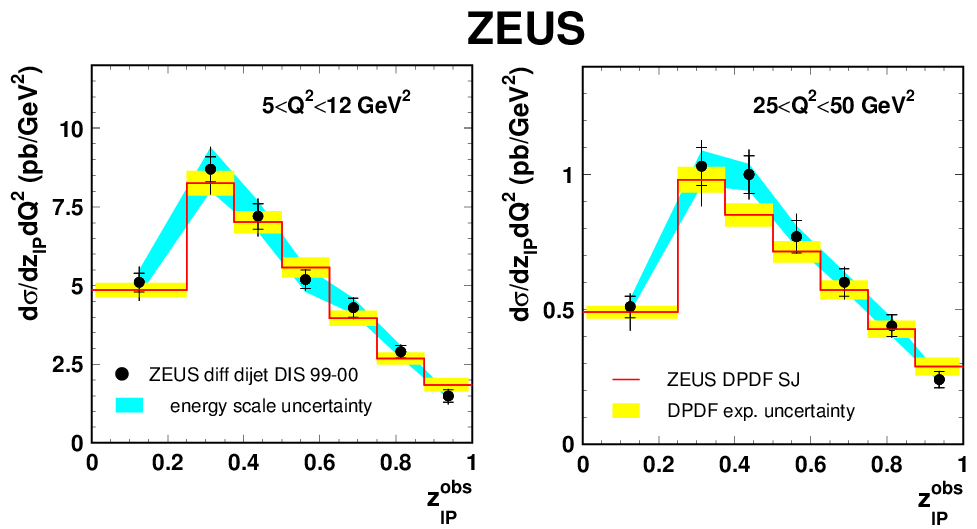 ZEUS
dσ/dz_IP dQ² (pb/GeV²)
5<Q²<12 GeV²
10
7.5
5
2.5
0
ZEUS diff dijet DIS 99-00
energy scale uncertainty
0 0.2 0.4 0.6 0.8 1
z_IP^obs
dσ/dz_IP dQ² (pb/GeV²)
25<Q²<50 GeV²
1
0.5
0
ZEUS DPDF SJ
DPDF exp. uncertainty
0 0.2 0.4 0.6 0.8 1
z_IP^obs